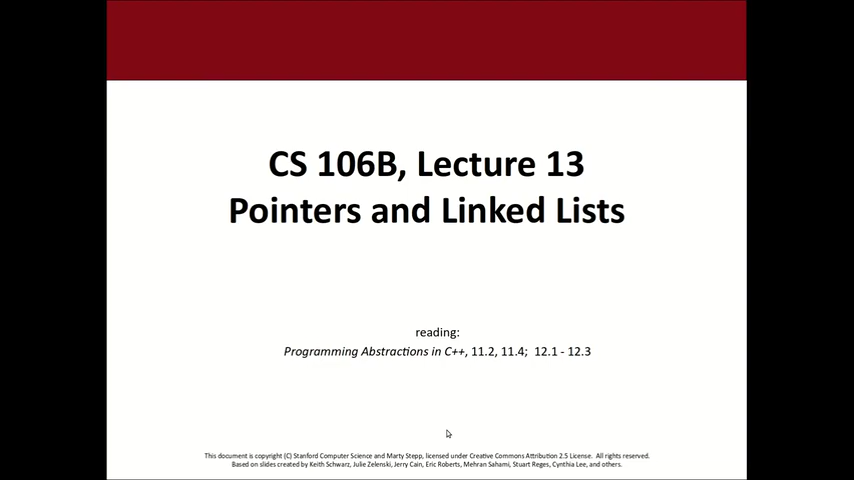 CS 106B, Lecture 13
Pointers and Linked Lists
reading:
Programming Abstractions in C++, 11.2, 11.4;  12.1 - 12.3
This document is copyright (C) Stanford Computer Science and Marty Stepp, licensed under Creative Commons Attribution 2.5 License.  All rights reserved.
Based on slides created by Keith Schwarz, Julie Zelenski, Jerry Cain, Eric Roberts, Mehran Sahami, Stuart Reges, Cynthia Lee, and others.